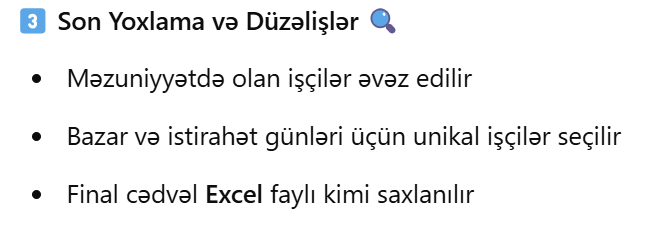 3️⃣ Son Yoxlama və Düzəlişlər 🔍
• Məzuniyyətdə olan işçilər əvəz edilir
• Bazar və istirahət günləri üçün unikal işçilər seçilir
• Final cədvəl Excel faylı kimi saxlanılır